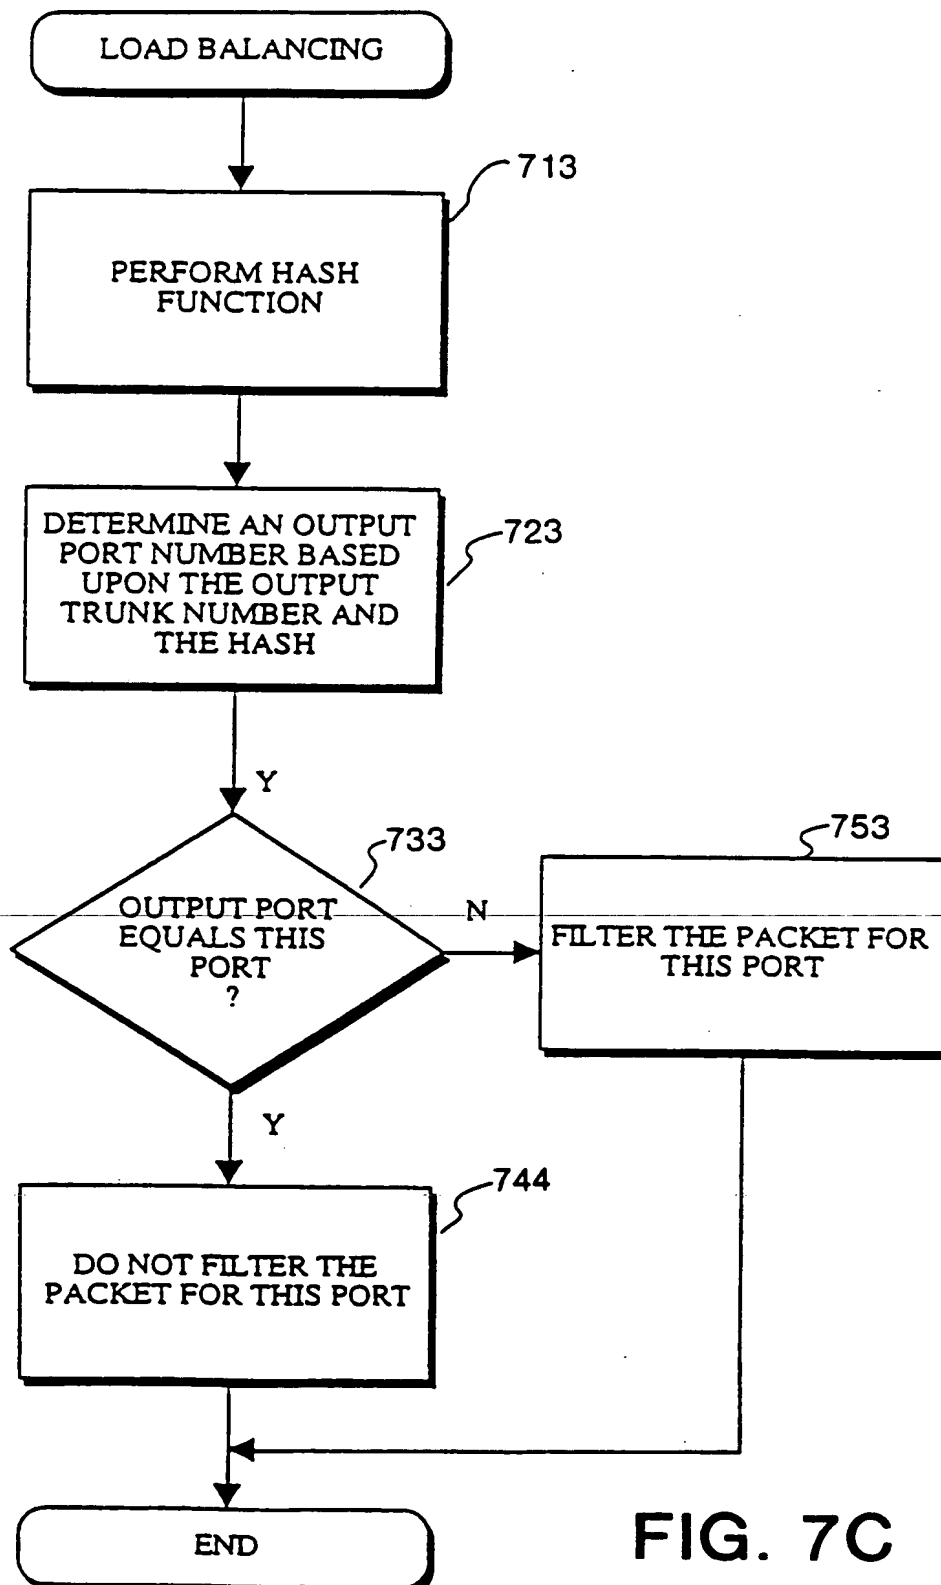 LOAD BALANCING
713
PERFORM HASH
FUNCTION
DETERMINE AN OUTPUT
PORT NUMBER BASED
UPON THE OUTPUT
TRUNK NUMBER AND
THE HASH
723
Y
733
OUTPUT PORT
EQUALS THIS
PORT
?
N
753
FILTER THE PACKET FOR
THIS PORT
Y
744
DO NOT FILTER THE
PACKET FOR THIS PORT
END
FIG. 7C